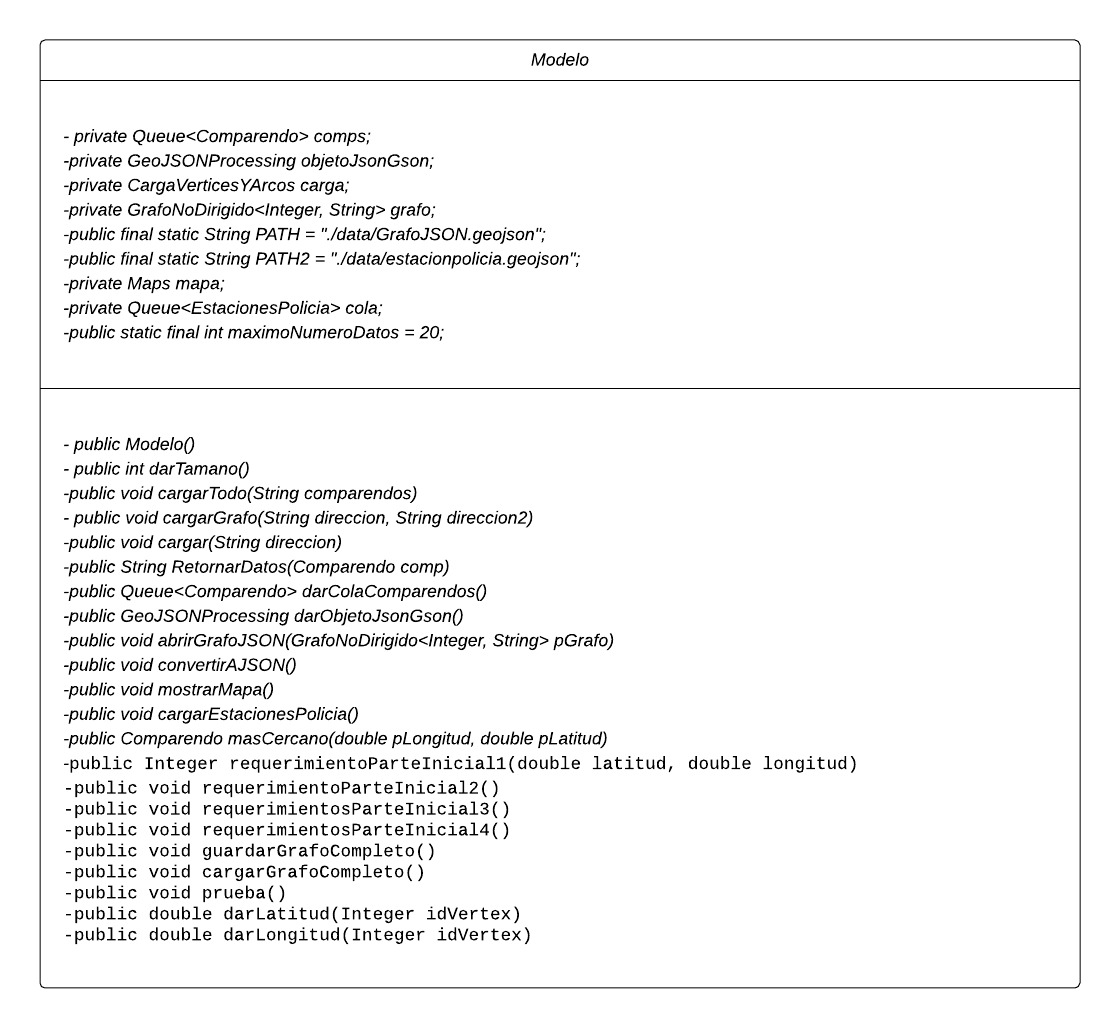 Modelo
- private Queue<Comparendo> comps;
-private GeoJSONProcessing objetoJsonGson;
-private CargaVerticesYArcos carga;
-private GrafoNoDirigido<Integer, String> grafo;
-public final static String PATH = "./data/GrafoJSON.geojson";
-public final static String PATH2 = "./data/estacionpolicia.geojson";
-private Maps mapa;
-private Queue<EstacionesPolicia> cola;
-public static final int maximoNumeroDatos = 20;
- public Modelo()
- public int darTamano()
-public void cargarTodo(String comparendos)
- public void cargarGrafo(String direccion, String direccion2)
-public void cargar(String direccion)
-public String RetornarDatos(Comparendo comp)
-public Queue<Comparendo> darColaComparendos()
-public GeoJSONProcessing darObjetoJsonGson()
-public void abrirGrafoJSON(GrafoNoDirigido<Integer, String> pGrafo)
-public void convertirAJSON()
-public void mostrarMapa()
-public void cargarEstacionesPolicia()
-public Comparendo masCercano(double pLongitud, double pLatitud)
-public Integer requerimientoParteInicial1(double latitud, double longitud)
-public void requerimientoParteInicial2()
-public void requerimientosParteInicial3()
-public void requerimientosParteInicial4()
-public void guardarGrafoCompleto()
-public void cargarGrafoCompleto()
-public void prueba()
-public double darLatitud(Integer idVertex)
-public double darLongitud(Integer idVertex)